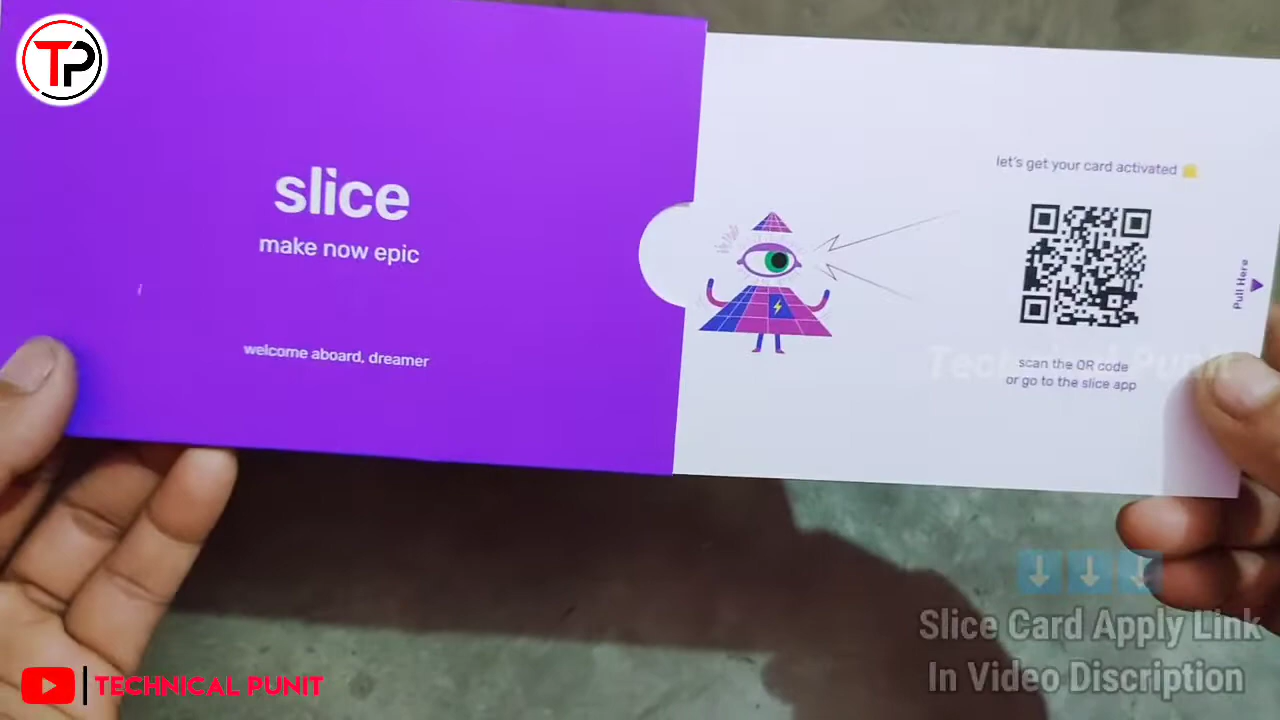 TP
slice
make now epic
welcome aboard, dreamer
let's get your card activated
scan the QR code
or go to the slice app
Pull Here
Technical Punit
Slice Card Apply Link
In Video Discription
TECHNICAL PUNIT